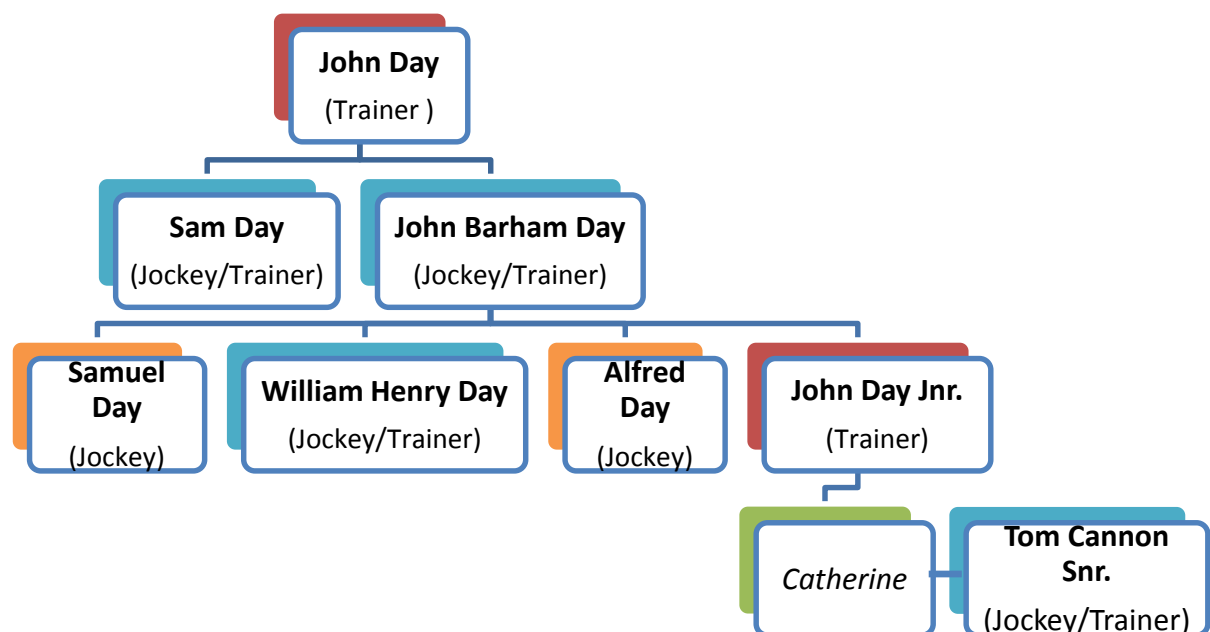 John Day
(Trainer )
Sam Day
(Jockey/Trainer)
John Barham Day
(Jockey/Trainer)
Samuel
Day
(Jockey)
William Henry Day
(Jockey/Trainer)
Alfred
Day
(Jockey)
John Day Jnr.
(Trainer)
Catherine
Tom Cannon
Snr.
(Jockey/Trainer)